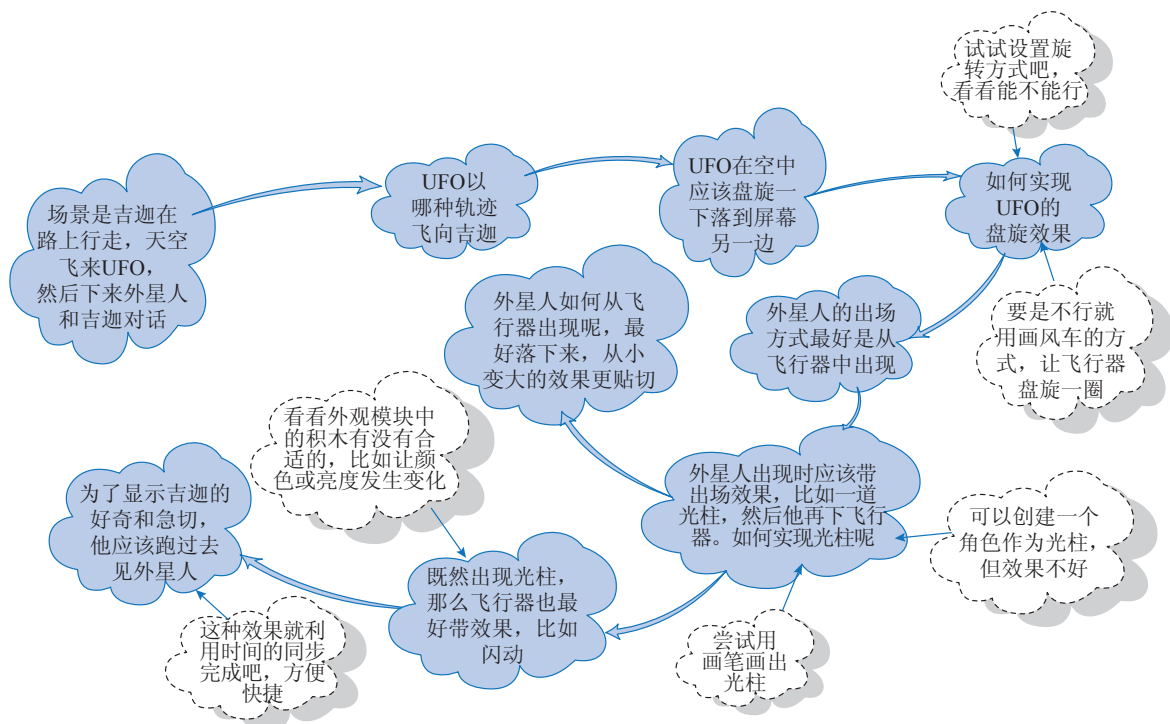 试试设置旋
转方式吧，
看看能不能行
场景是吉迦在
路上行走，天空
飞来UFO，
然后下来外星人
和吉迦对话
UFO以
哪种轨迹
飞向吉迦
UFO在空中
应该盘旋一
下落到屏幕
另一边
如何实现
UFO的
盘旋效果
要是不行就
用画风车的方
式，让飞行器
盘旋一圈
外星人的出场
方式最好是从
飞行器中出现
外星人如何从飞
行器出现呢，最
好落下来，从小
变大的效果更贴切
外星人出现时应该带
出场效果，比如一道
光柱，然后他再下飞行
器。如何实现光柱呢
可以创建一个
角色作为光柱，
但效果不好
尝试用
画笔画出
光柱
看看外观模块中
的积木有没有合
适的，比如让颜
色或亮度发生变化
既然出现光柱，
那么飞行器也最
好带效果，比如
闪动
为了显示吉迦的
好奇和急切，
他应该跑过去
见外星人
这种效果就利
用时间的同步
完成吧，方便
快捷